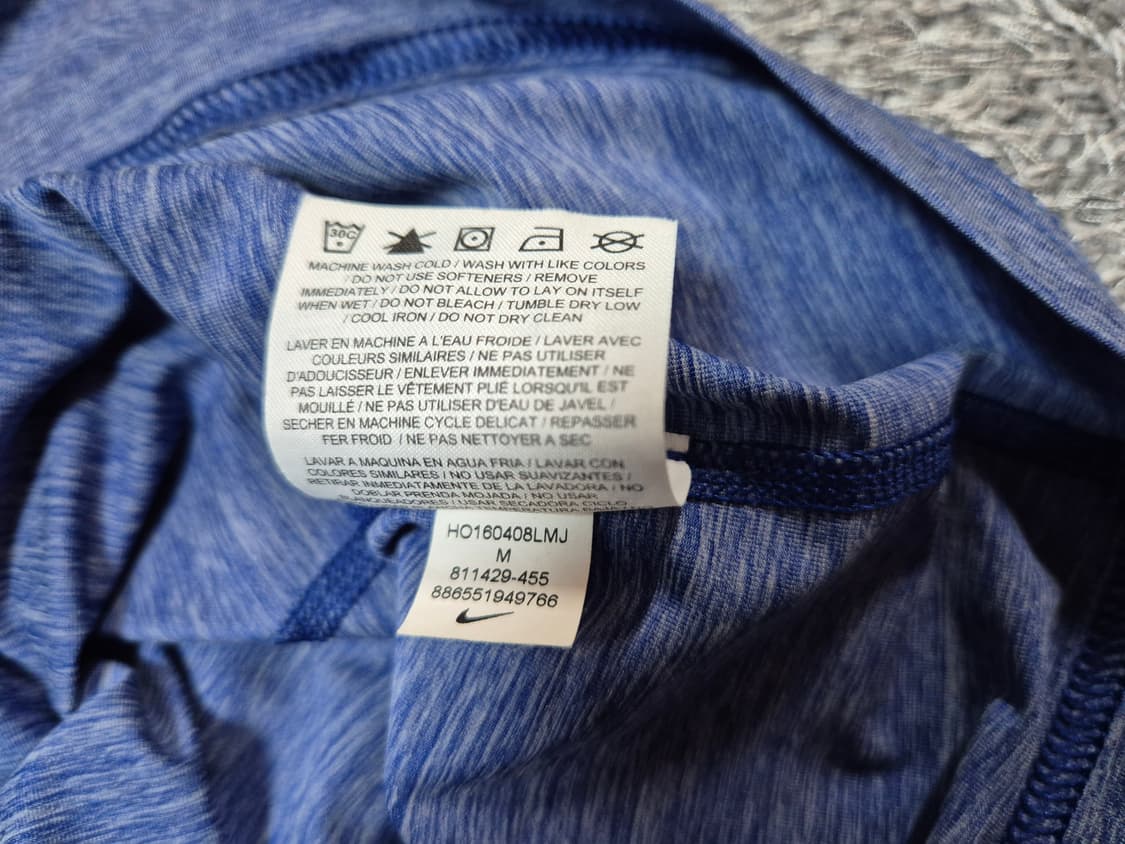 30C
MACHINE WASH COLD / WASH WITH LIKE COLORS
/ DO NOT USE SOFTENERS / REMOVE
IMMEDIATELY / DO NOT ALLOW TO LAY ON ITSELF
WHEN WET / DO NOT BLEACH / TUMBLE DRY LOW
/ COOL IRON / DO NOT DRY CLEAN
LAVER EN MACHINE A L'EAU FROIDE / LAVER AVEC
COULEURS SIMILAIRES / NE PAS UTILISER
D'ADOUCISSEUR / ENLEVER IMMEDIATEMENT / NE
PAS LAISSER LE VÊTEMENT PLIÉ LORSQU'IL EST
MOUILLÉ / NE PAS UTILISER D'EAU DE JAVEL /
SECHER EN MACHINE CYCLE DELICAT / REPASSER
FER FROID / NE PAS NETTOYER A SEC
LAVAR A MAQUINA EN AGUA FRIA / LAVAR CON
COLORES SIMILARES / NO USAR SUAVIZANTES /
RETIRAR INMEDIATAMENTE DE LA LAVADORA / NO
DOBLAR PRENDA MOJADA / NO USAR
BLANQUEADORES / USAR SECADORA CICLO
HO160408LMJ
M
811429-455
886551949766